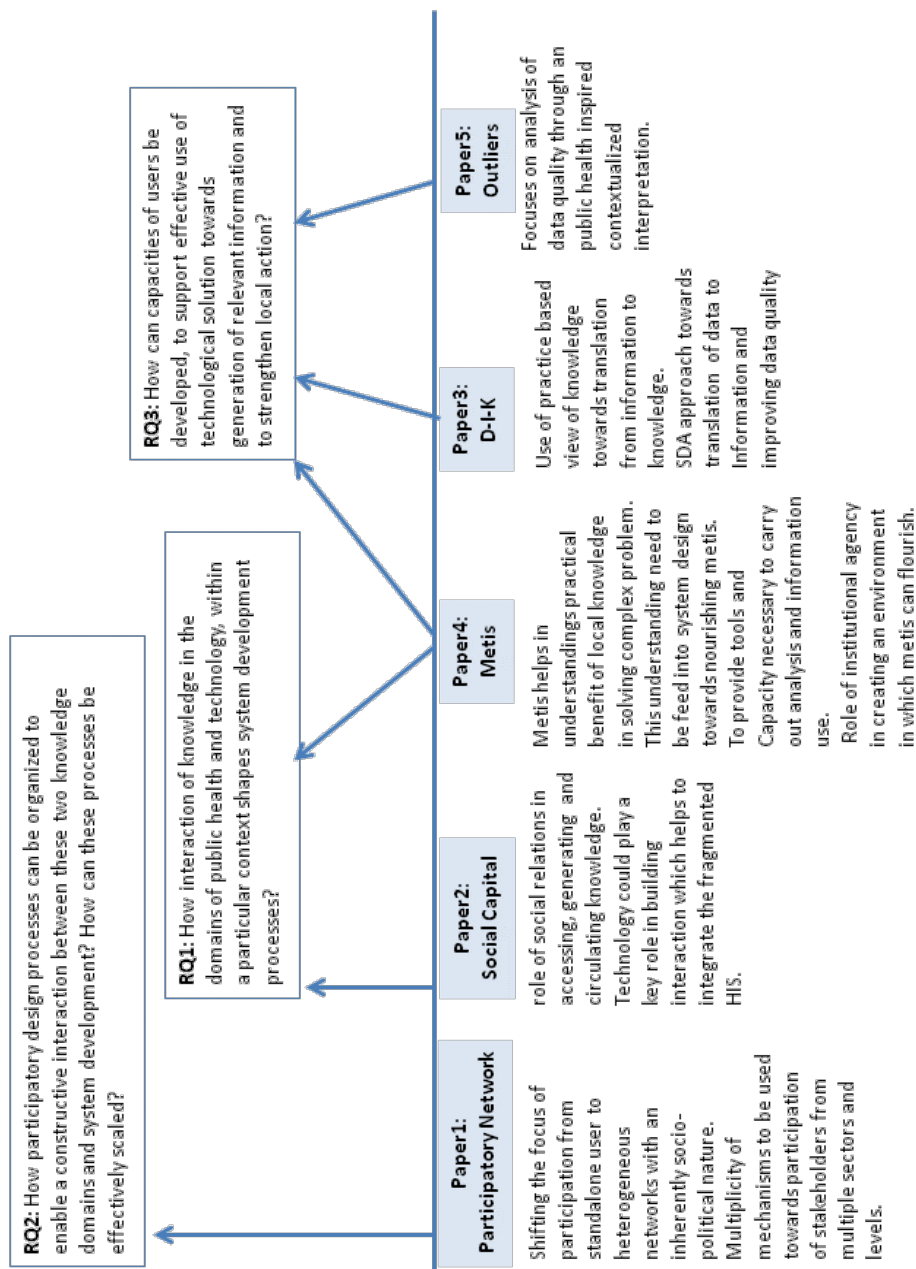 RQ2: How participatory design processes can be organized to
enable a constructive interaction between these two knowledge
domains and system development? How can these processes be
effectively scaled?
RQ1: How interaction of knowledge in the
domains of public health and technology, within
a particular context shapes system development
processes?
RQ3: How can capacities of users be
developed, to support effective use of
technological solution towards
generation of relevant information and
to strengthen local action?
Paper1:
Participatory Network
Shifting the focus of
participation from
standalone user to
heterogeneous
networks with an
inherently socio-
political nature.
Multiplicity of
mechanisms to be used
towards participation
of stakeholders from
multiple sectors and
levels.
Paper2:
Social Capital
role of social relations in
accessing, generating and
circulating knowledge.
Technology could play a
key role in building
interaction which helps to
integrate the fragmented
HIS.
Paper4:
Metis
Metis helps in
understandings practical
benefit of local knowledge
in solving complex problem.
This understanding need to
be feed into system design
towards nourishing metis.
To provide tools and
Capacity necessary to carry
out analysis and information
use.
Role of institutional agency
in creating an environment
in which metis can flourish.
Paper3:
D-I-K
Use of practice based
view of knowledge
towards translation
from information to
knowledge.
SDA approach towards
translation of data to
Information and
improving data quality
Paper5:
Outliers
Focuses on analysis of
data quality through an
public health inspired
contextualized
interpretation.